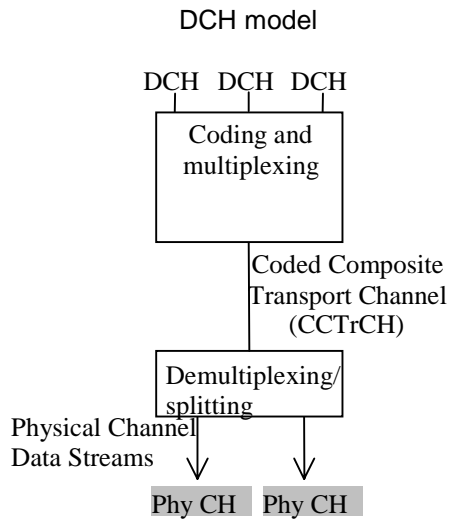 DCH model
DCH DCH DCH
Coding and
multiplexing
Coded Composite
Transport Channel
(CCTrCH)
Demultiplexing/
splitting
Physical Channel
Data Streams
Phy CH Phy CH